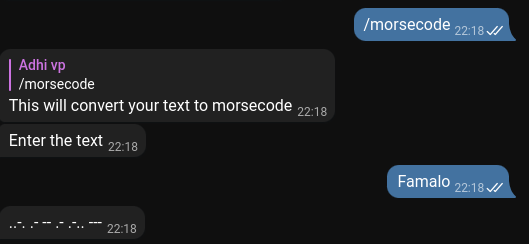 /morsecode 22:18
Adhi vp
/morsecode
This will convert your text to morsecode 22:18
Enter the text 22:18
Famalo 22:18
..-. .- -- .- .-.. --- 22:18